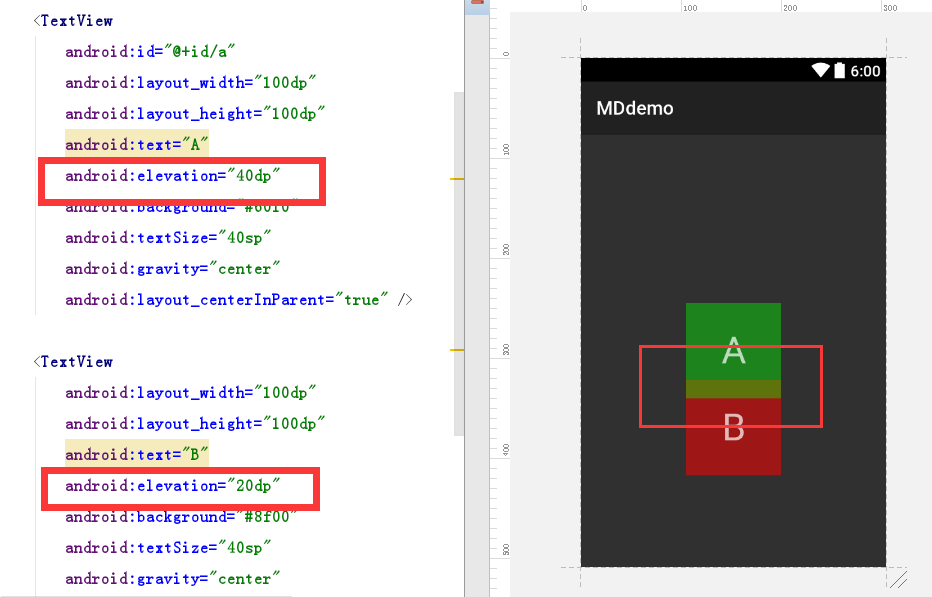 <TextView
android:id="@+id/a"
android:layout_width="100dp"
android:layout_height="100dp"
android:text="A"
android:elevation="40dp"
android:background="#60f0"
android:textSize="40sp"
android:gravity="center"
android:layout_centerInParent="true" />
<TextView
android:layout_width="100dp"
android:layout_height="100dp"
android:text="B"
android:elevation="20dp"
android:background="#8f00"
android:textSize="40sp"
android:gravity="center"
0 100 200 300
0
100
200
300
400
500
6:00
MDdemo
A
B